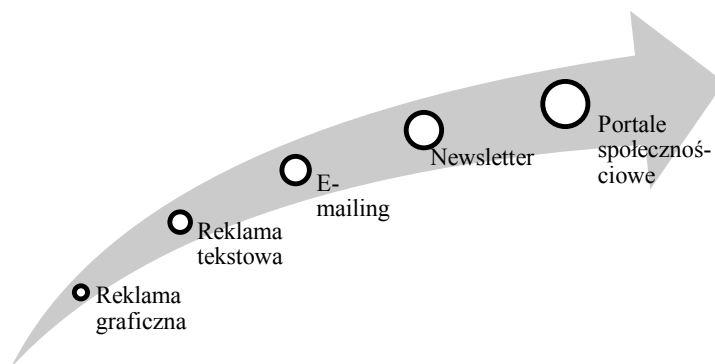 Reklama
graficzna
Reklama
tekstowa
E-
mailing
Newsletter
Portale
społecznoś-
ciowe